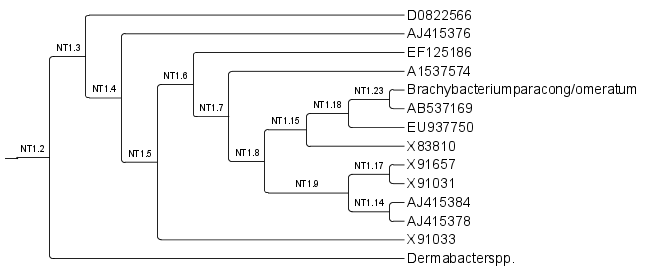 D0822566
AJ415376
NT1.3
EF125186
NT1.6
A1537574
NT1.4
Brachybacteriumparacong/omeratum
NT1.23
NT1.18
AB537169
NT1.7
EU937750
NT1.15
X83810
NT1.2
NT1.5
NT1.8
X91657
NT1.17
X91031
NT1.9
AJ415384
NT1.14
AJ415378
X91033
Dermabacterspp.